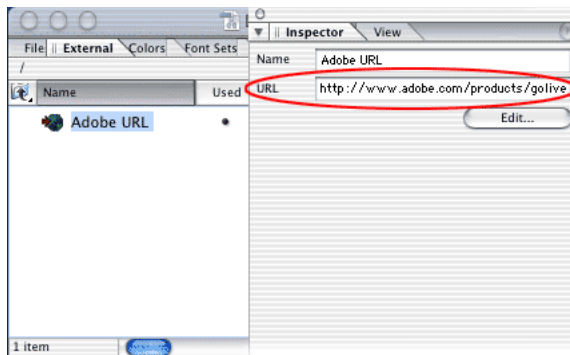 File External Colors Font Sets
/
Name Used
Adobe URL
1 item
Inspector View
Name Adobe URL
URL http://www.adobe.com/products/golive
Edit...